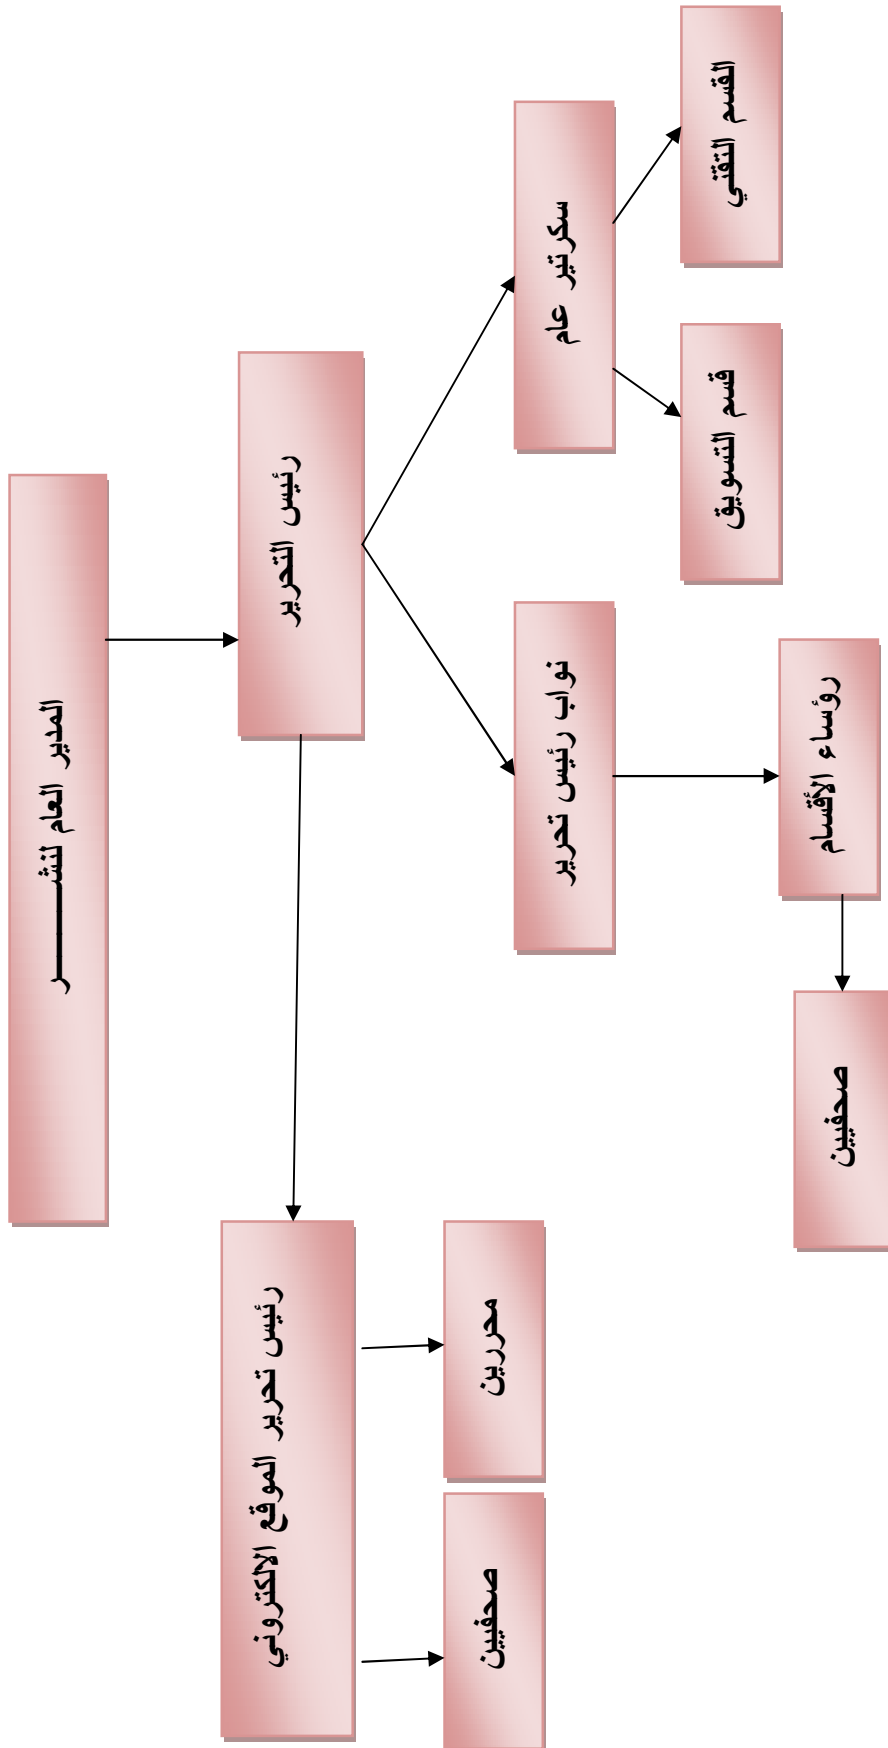 المدير العام لنشـــــــر
رئيس التحرير
سكرتير عام
نواب رئيس تحرير
القسم التقني
قسم التسويق
رؤساء الأقسام
صحفيين
رئيس تحرير الموقع الالكتروني
محررين
صحفيين